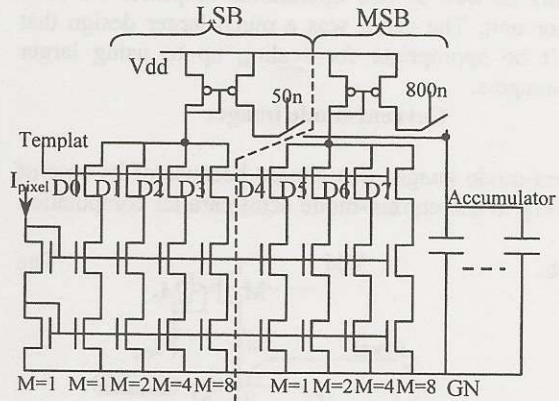 LSB MSB
Vdd
50n 800n
Templat
I pixel D0 D1 D2 D3 D4 D5 D6 D7
Accumulator
M=1 M=1 M=2 M=4 M=8 M=1 M=2 M=4 M=8 GN